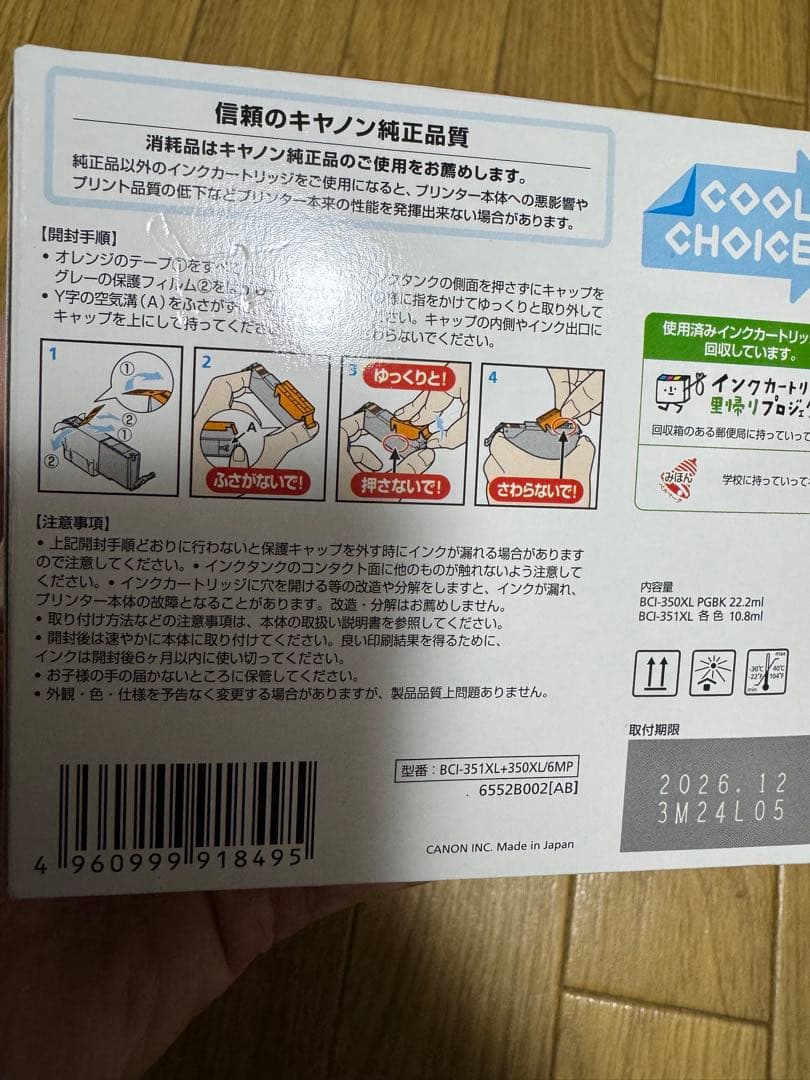 信頼のキヤノン純正品質
消耗品はキヤノン純正品のご使用をお薦めします。
純正品以外のインクカートリッジをご使用になると、プリンター本体への悪影響や
プリント品質の低下などプリンター本来の性能を発揮出来ない場合があります。
COOL
CHOICE
【開封手順】
• オレンジのテープ①をすべ
グレーの保護フィルム②を
• Y字の空気溝(A)をふさがず
キャップを上にして持ってくださ
クタンクの側面を押さずにキャップを
様に指をかけてゆっくりと取り外して
さい。キャップの内側やインク出口に
わらないでください。
1
①
②
①
②
2
A
ふさがないで!
3
ゆっくりと!
押さないで!
4
さわらないで!
使用済みインクカートリッ
回収しています。
インクカートリ
里帰りプロジェク
回収箱のある郵便局に持っていって
みほん
ベルマーク
学校に持っていって
【注意事項】
• 上記開封手順どおりに行わないと保護キャップを外す時にインクが漏れる場合があります
ので注意してください。• インクタンクのコンタクト面に他のものが触れないよう注意して
ください。• インクカートリッジに穴を開ける等の改造や分解をしますと、インクが漏れ、
プリンター本体の故障となることがあります。改造・分解はお薦めしません。
• 取り付け方法などの注意事項は、本体の取扱い説明書を参照してください。
• 開封後は速やかに本体に取り付けてください。良い印刷結果を得るために、
インクは開封後6ヶ月以内に使い切ってください。
• お子様の手の届かないところに保管してください。
• 外観・色・仕様を予告なく変更する場合がありますが、製品品質上問題ありません。
内容量
BCI-350XL PGBK 22.2ml
BCI-351XL 各色 10.8ml
max
-30℃
-22°F
40℃
104°F
min
取付期限
2026.12
3M24L05
型番：BCI-351XL+350XL/6MP
6552B002[AB]
CANON INC. Made in Japan
4 960999 918495